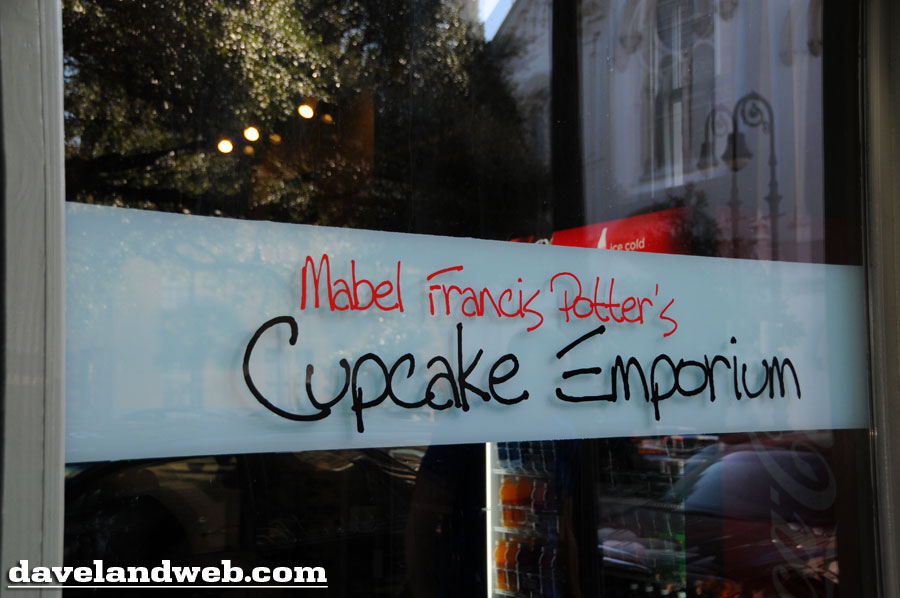 ice cold
Mabel Francis Potter's
Cupcake Emporium
davelandweb.com